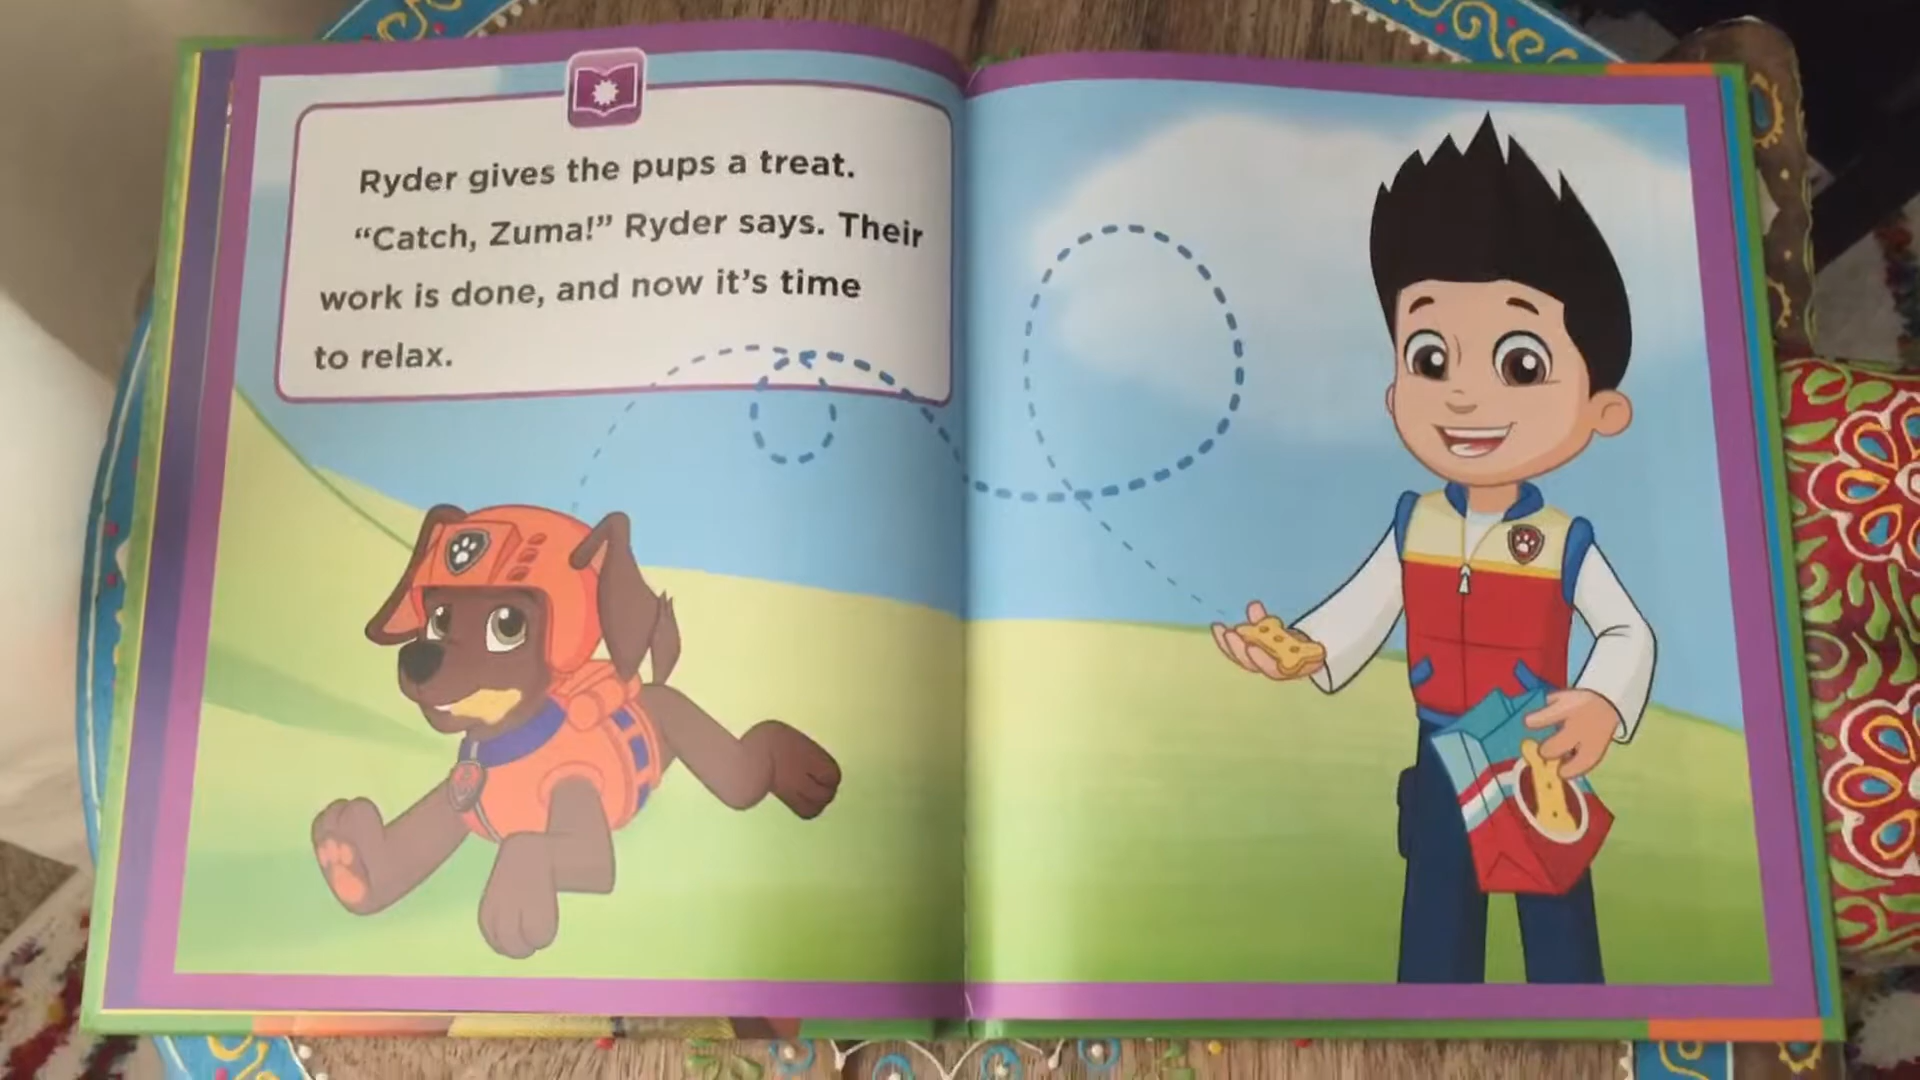 Ryder gives the pups a treat.
“Catch, Zuma!” Ryder says. Their
work is done, and now it’s time
to relax.